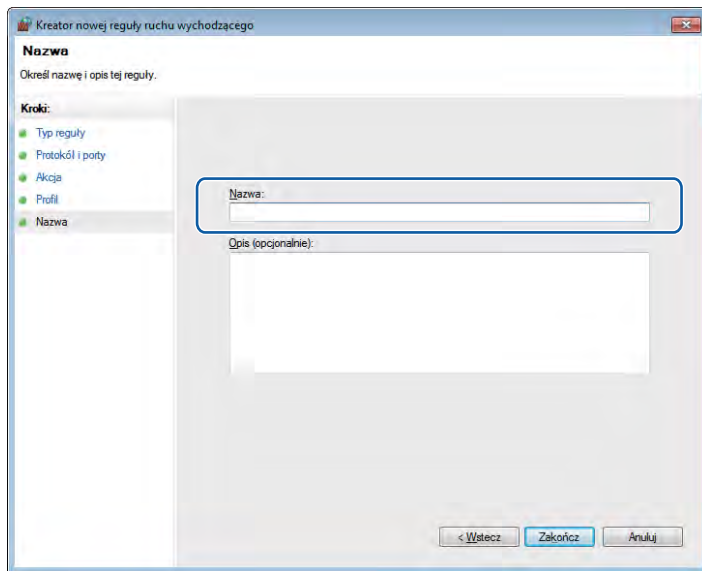 Kreator nowej reguły ruchu wychodzącego
Nazwa
Określ nazwę i opis tej reguły.
Kroki:
Typ reguły
Protokół i porty
Akcja
Profil
Nazwa
Nazwa:
Opis (opcjonalnie):
< Wstecz Zakończ Anuluj